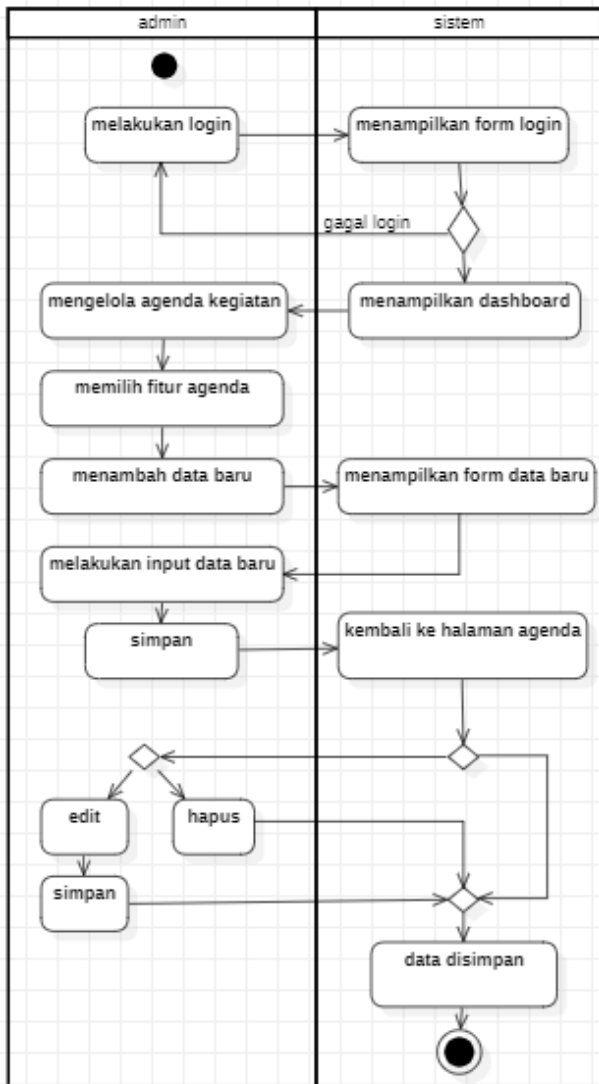 admin
sistem
melakukan login
menampilkan form login
gagal login
mengelola agenda kegiatan
menampilkan dashboard
memilih fitur agenda
menambah data baru
menampilkan form data baru
melakukan input data baru
simpan
kembali ke halaman agenda
edit
hapus
simpan
data disimpan